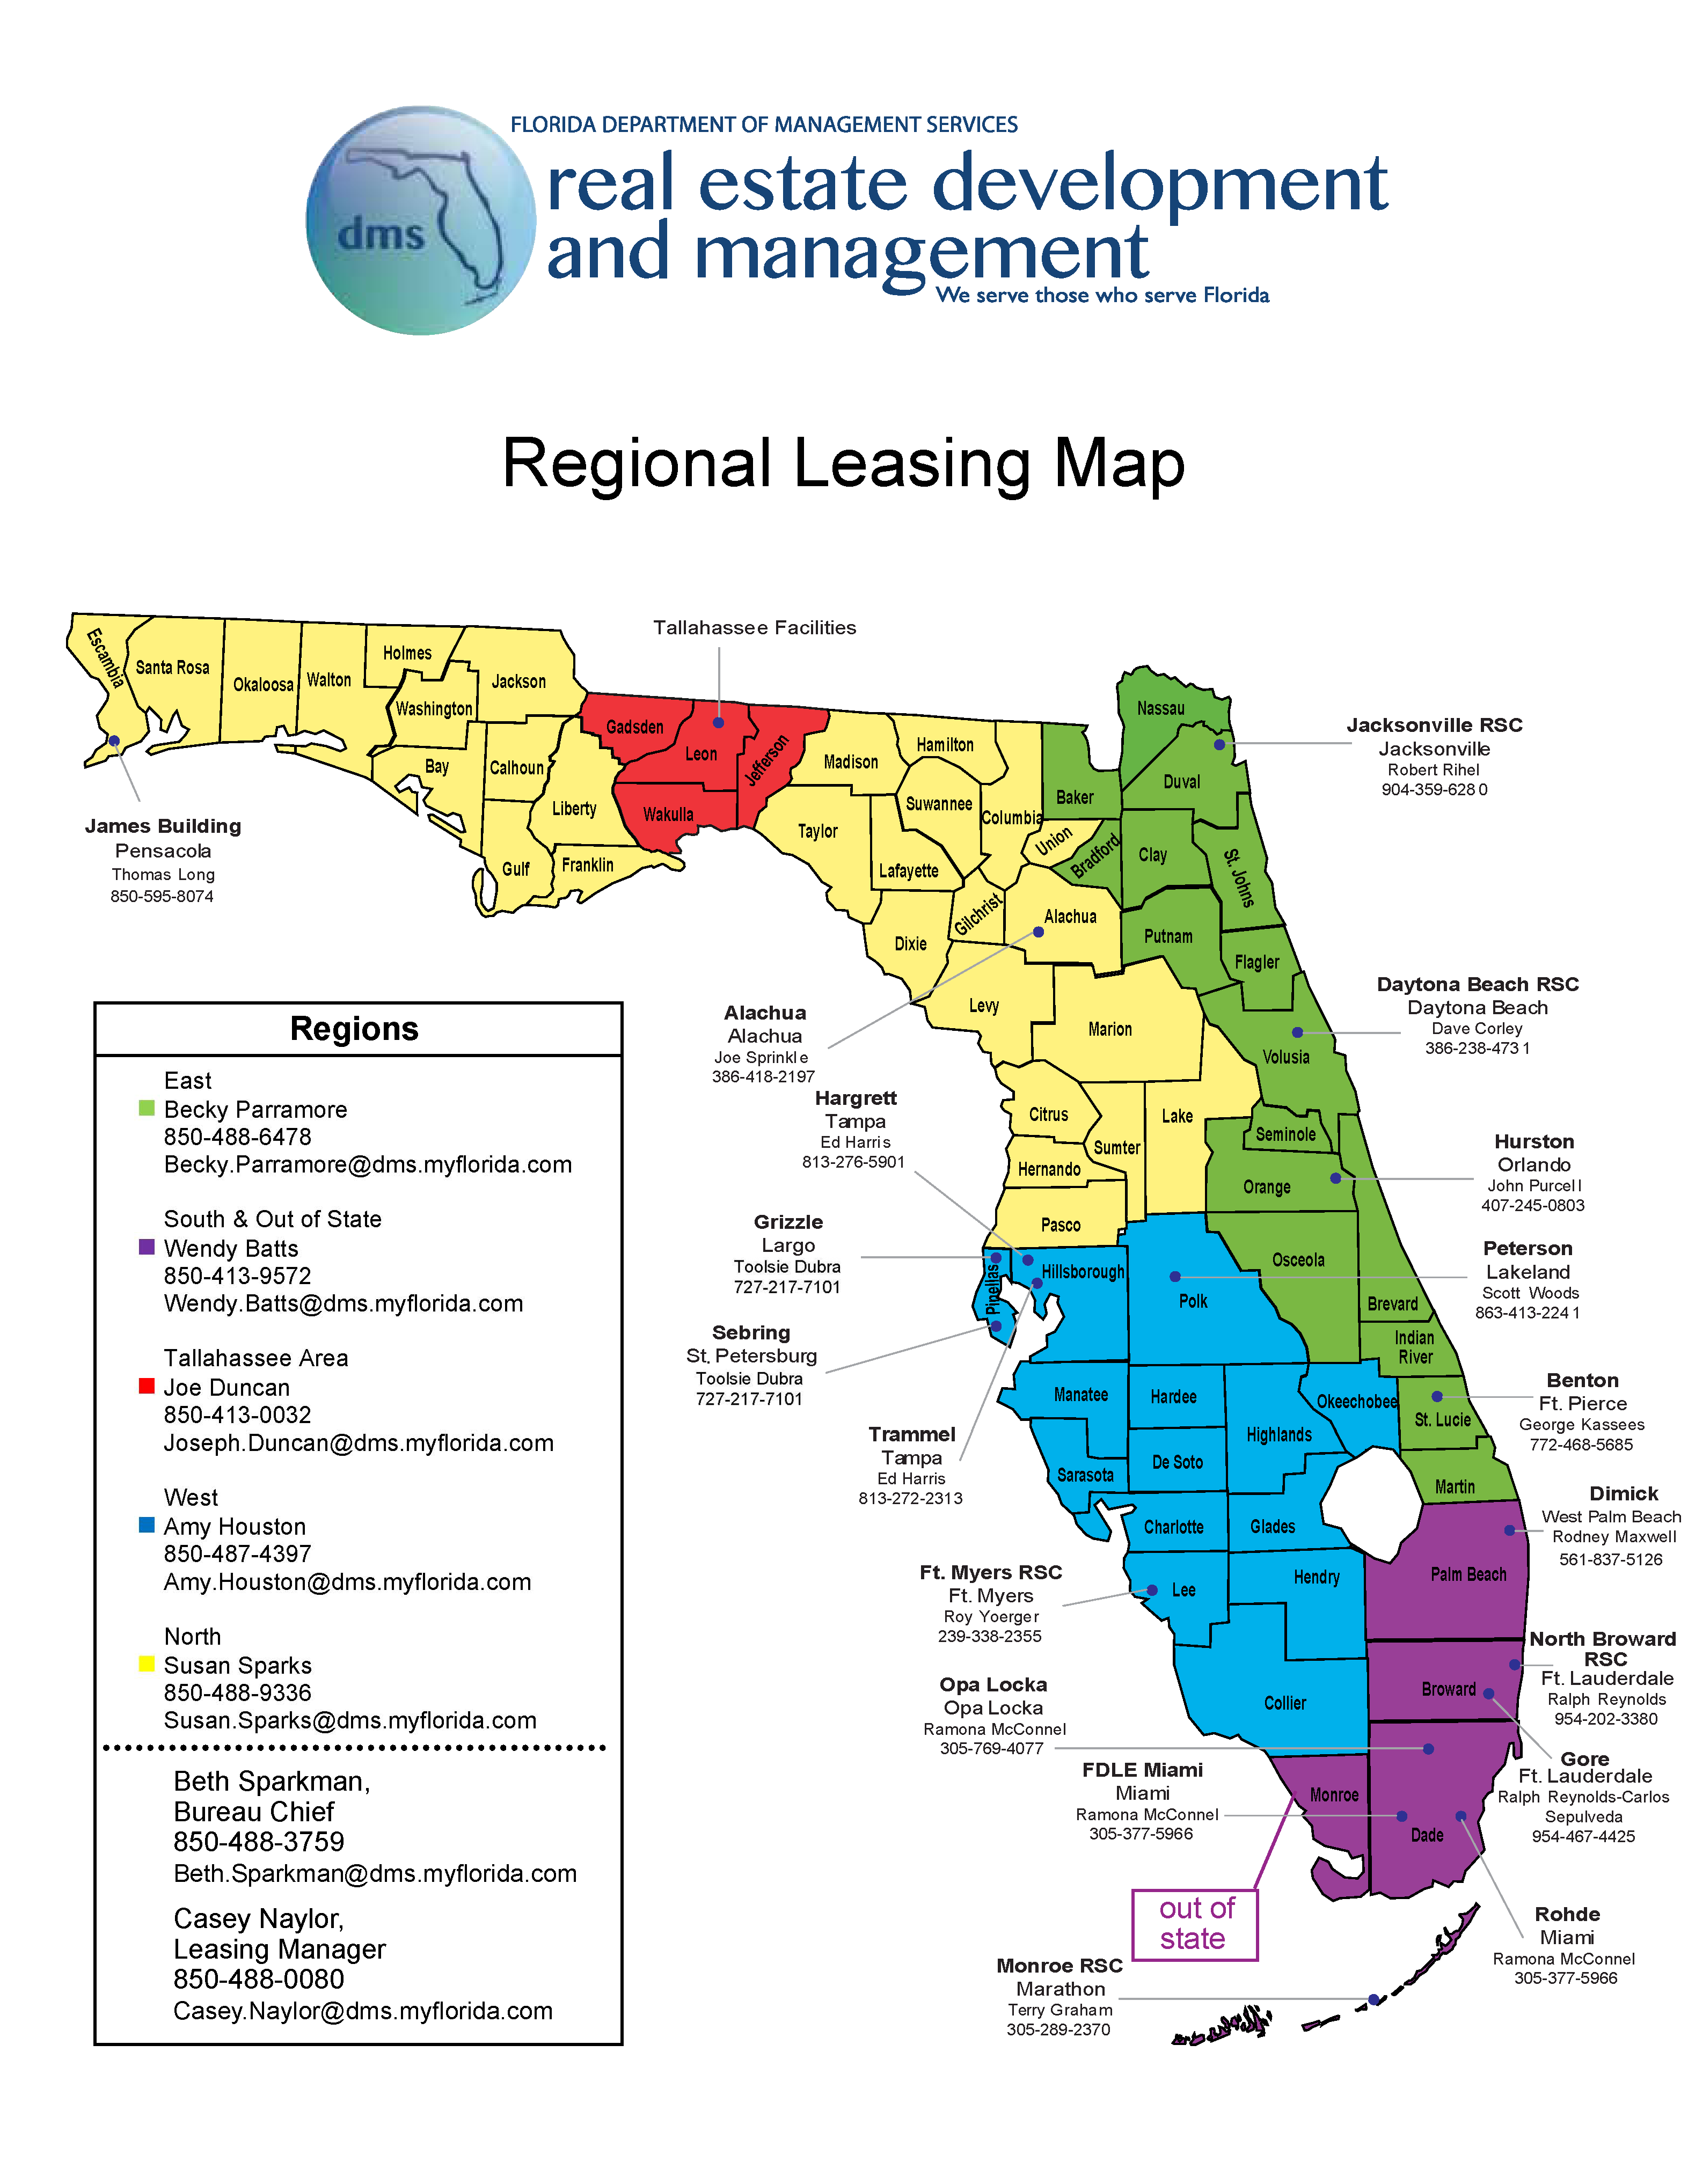 FLORIDA DEPARTMENT OF MANAGEMENT SERVICES
real estate development
and management
We serve those who serve Florida
dms
Regional Leasing Map
Tallahassee Facilities
Escambia
Santa Rosa
Okaloosa
Walton
Holmes
Washington
Jackson
Bay
Calhoun
Gulf
Liberty
Franklin
Gadsden
Leon
Wakulla
Jefferson
Madison
Taylor
Hamilton
Suwannee
Lafayette
Dixie
Columbia
Gilchrist
Union
Bradford
Baker
Nassau
Duval
Clay
St. Johns
Alachua
Putnam
Flagler
Levy
Marion
Volusia
Citrus
Sumter
Lake
Hernando
Pasco
Seminole
Orange
Osceola
Brevard
Indian
River
Pinellas
Hillsborough
Polk
Manatee
Hardee
Highlands
Okeechobee
St. Lucie
Sarasota
De Soto
Martin
Charlotte
Glades
Lee
Hendry
Palm Beach
Collier
Broward
Monroe
Dade
James Building
Pensacola
Thomas Long
850-595-8074
Jacksonville RSC
Jacksonville
Robert Rihel
904-359-6280
Daytona Beach RSC
Daytona Beach
Dave Corley
386-238-4731
Alachua
Alachua
Joe Sprinkle
386-418-2197
Hargrett
Tampa
Ed Harris
813-276-5901
Hurston
Orlando
John Purcell
407-245-0803
Grizzle
Largo
Toolsie Dubra
727-217-7101
Peterson
Lakeland
Scott Woods
863-413-2241
Sebring
St. Petersburg
Toolsie Dubra
727-217-7101
Benton
Ft. Pierce
George Kassees
772-468-5685
Trammel
Tampa
Ed Harris
813-272-2313
Dimick
West Palm Beach
Rodney Maxwell
561-837-5126
Ft. Myers RSC
Ft. Myers
Roy Yoerger
239-338-2355
North Broward
RSC
Ft. Lauderdale
Ralph Reynolds
954-202-3380
Opa Locka
Opa Locka
Ramona McConnel
305-769-4077
Gore
Ft. Lauderdale
Ralph Reynolds-Carlos
Sepulveda
954-467-4425
FDLE Miami
Miami
Ramona McConnel
305-377-5966
out of
state
Rohde
Miami
Ramona McConnel
305-377-5966
Monroe RSC
Marathon
Terry Graham
305-289-2370
Regions
East
Becky Parramore
850-488-6478
Becky.Parramore@dms.myflorida.com
South & Out of State
Wendy Batts
850-413-9572
Wendy.Batts@dms.myflorida.com
Tallahassee Area
Joe Duncan
850-413-0032
Joseph.Duncan@dms.myflorida.com
West
Amy Houston
850-487-4397
Amy.Houston@dms.myflorida.com
North
Susan Sparks
850-488-9336
Susan.Sparks@dms.myflorida.com
Beth Sparkman,
Bureau Chief
850-488-3759
Beth.Sparkman@dms.myflorida.com
Casey Naylor,
Leasing Manager
850-488-0080
Casey.Naylor@dms.myflorida.com